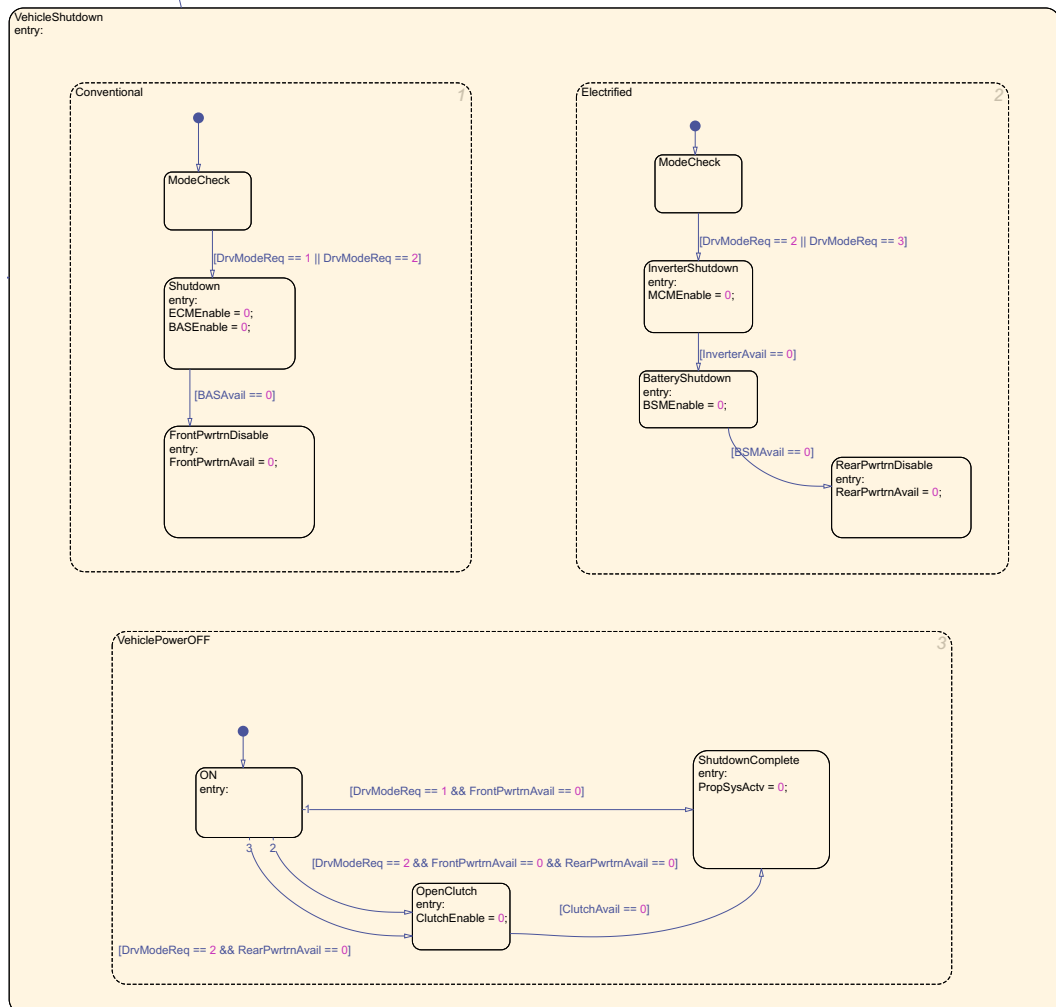 VehicleShutdown
entry:
Conventional
1
ModeCheck
[DrvModeReq == 1 || DrvModeReq == 2]
Shutdown
entry:
ECMEnable = 0;
BASEnable = 0;
[BASAvail == 0]
FrontPwrtrnDisable
entry:
FrontPwrtrnAvail = 0;
Electrified
2
ModeCheck
[DrvModeReq == 2 || DrvModeReq == 3]
InverterShutdown
entry:
MCMEnable = 0;
[InverterAvail == 0]
BatteryShutdown
entry:
BSMEnable = 0;
[BSMAvail == 0]
RearPwrtrnDisable
entry:
RearPwrtrnAvail = 0;
VehiclePowerOFF
3
ON
entry:
1
[DrvModeReq == 1 && FrontPwrtrnAvail == 0]
ShutdownComplete
entry:
PropSysActv = 0;
3
2
[DrvModeReq == 2 && FrontPwrtrnAvail == 0 && RearPwrtrnAvail == 0]
OpenClutch
entry:
ClutchEnable = 0;
[ClutchAvail == 0]
[DrvModeReq == 2 && RearPwrtrnAvail == 0]